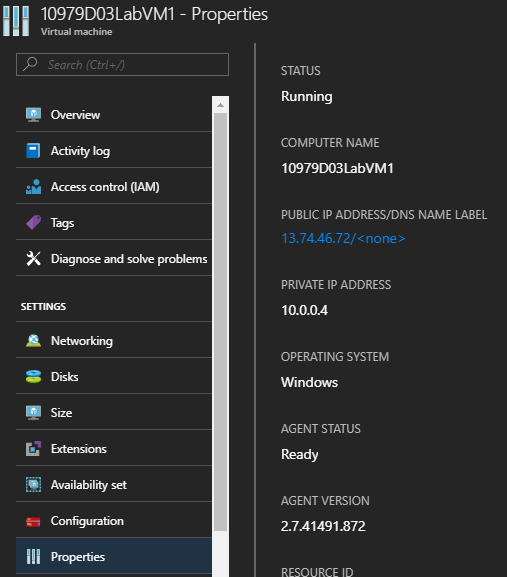 10979D03LabVM1 - Properties
Virtual machine
Search (Ctrl+/)
Overview
Activity log
Access control (IAM)
Tags
Diagnose and solve problems
SETTINGS
Networking
Disks
Size
Extensions
Availability set
Configuration
Properties
STATUS
Running
COMPUTER NAME
10979D03LabVM1
PUBLIC IP ADDRESS/DNS NAME LABEL
13.74.46.72/<none>
PRIVATE IP ADDRESS
10.0.0.4
OPERATING SYSTEM
Windows
AGENT STATUS
Ready
AGENT VERSION
2.7.41491.872
RESOURCE ID